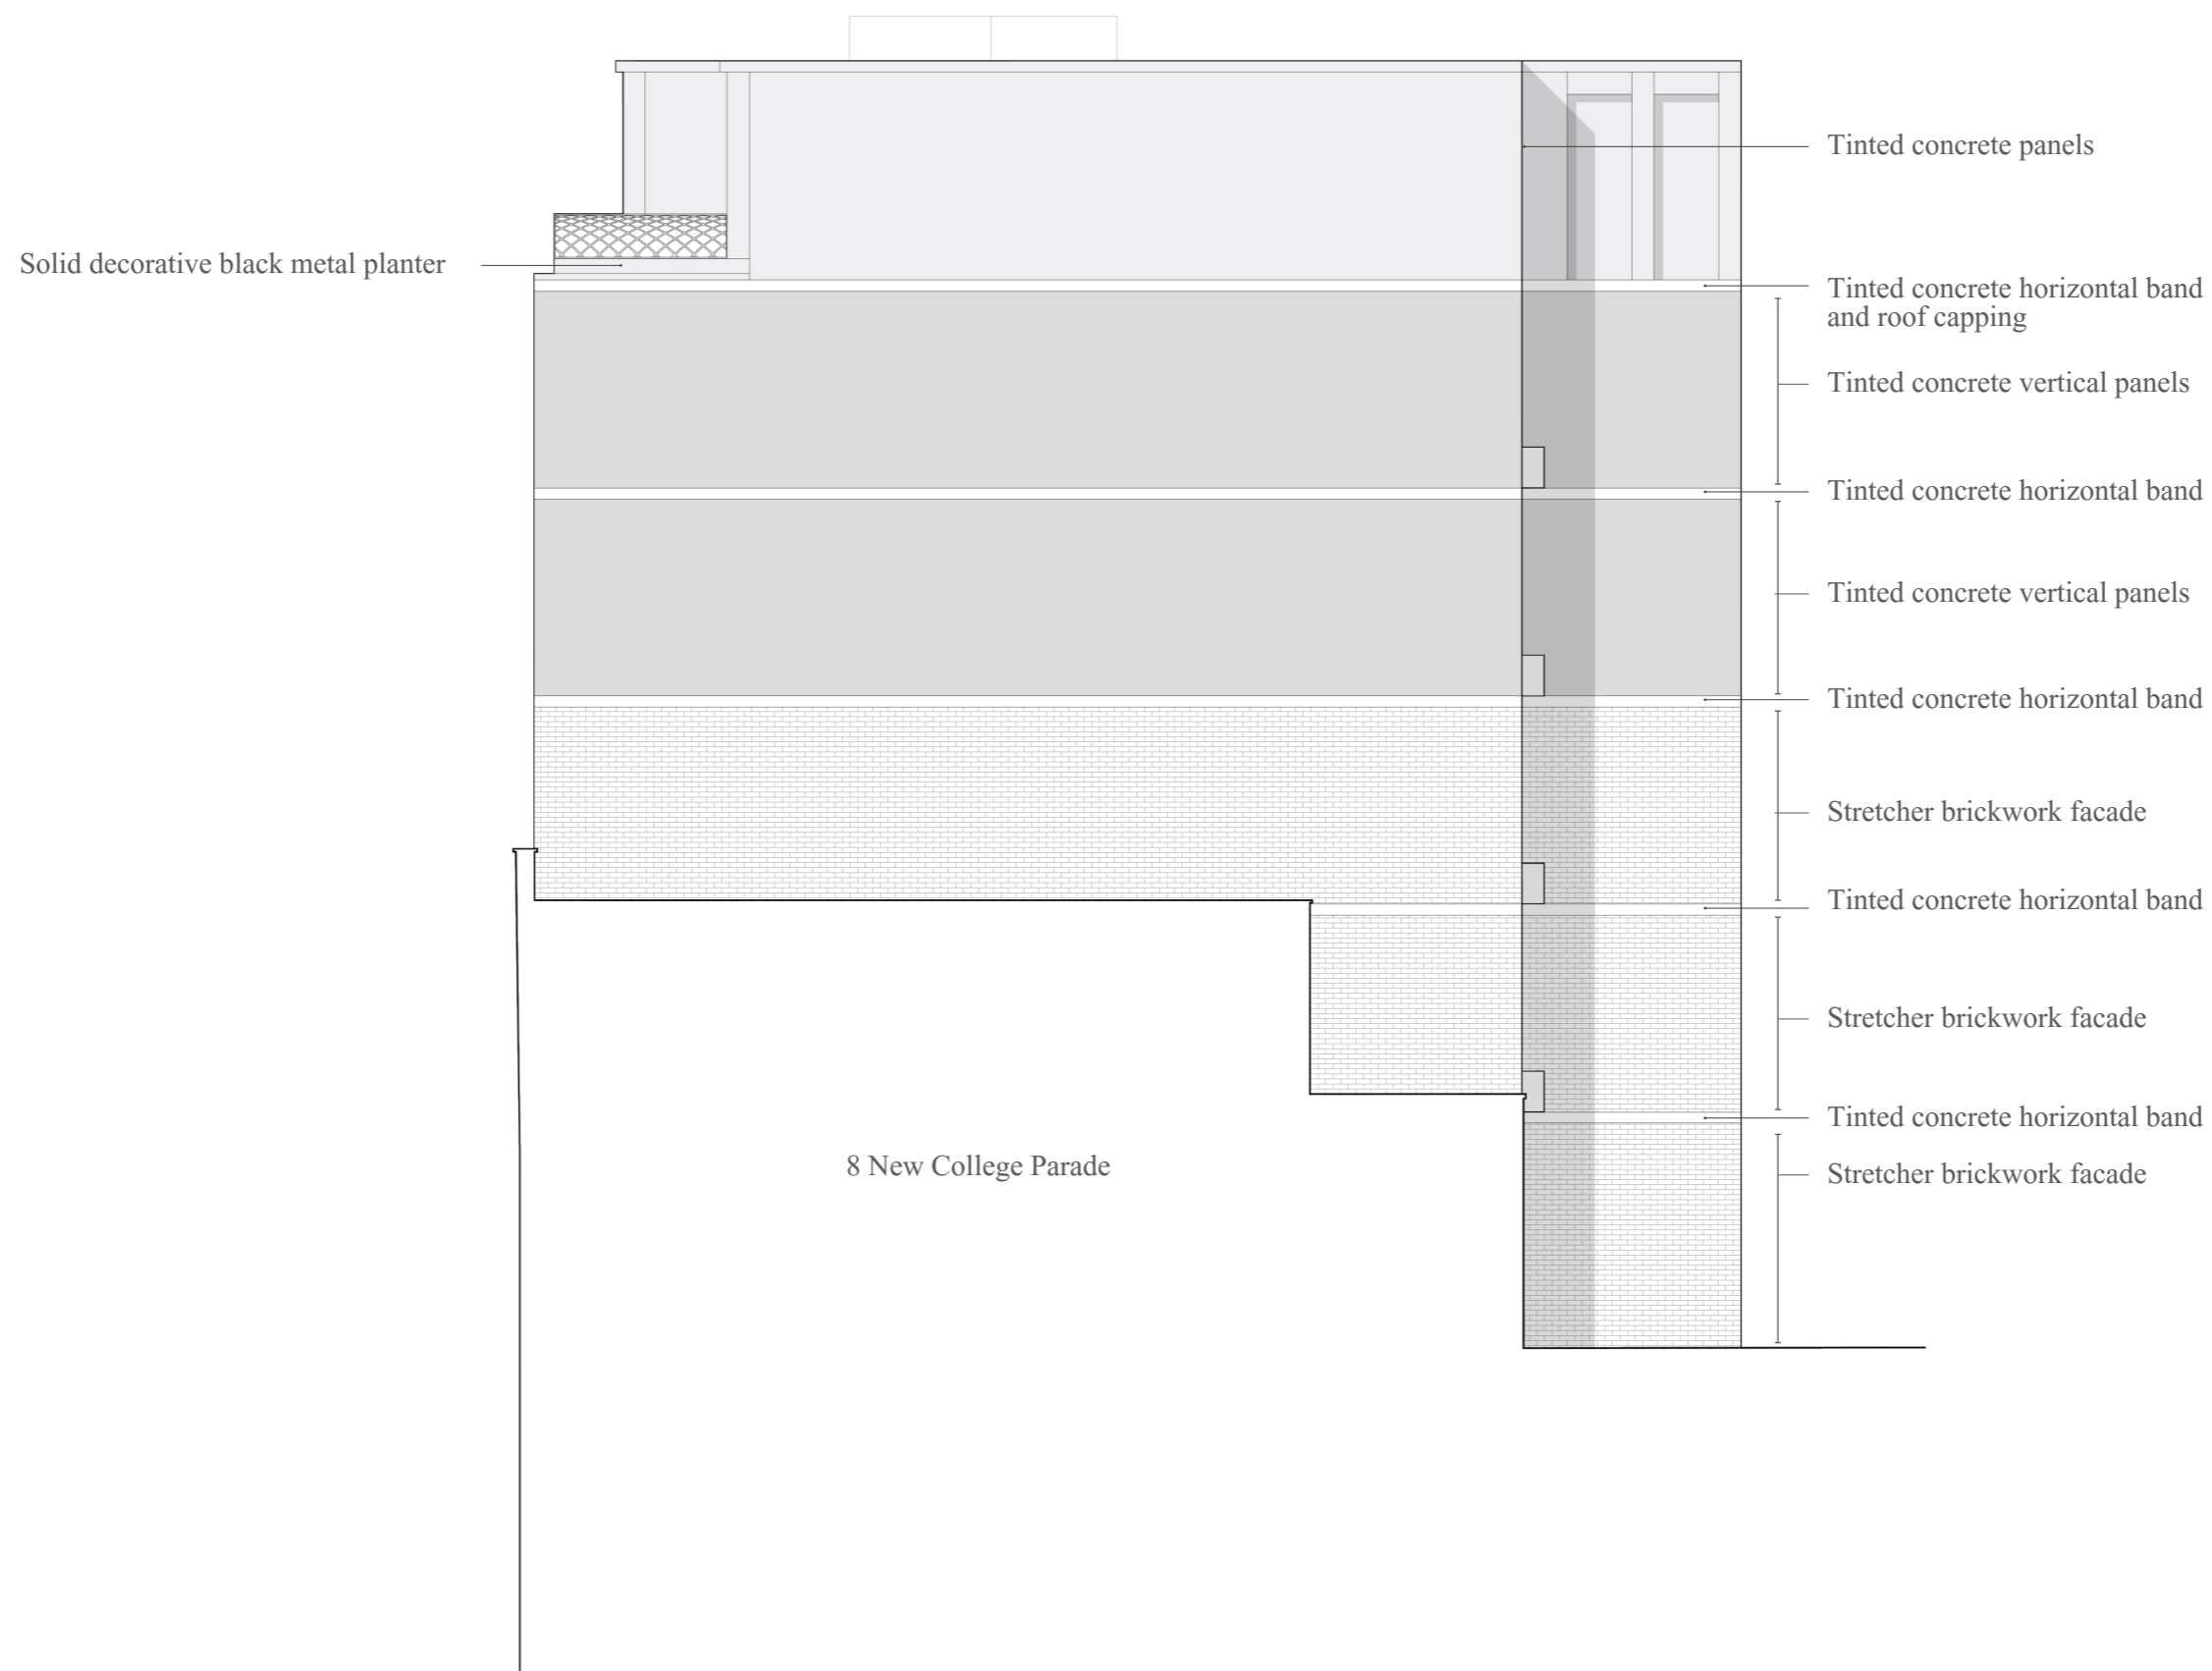 Tinted concrete panels
Solid decorative black metal planter
Tinted concrete horizontal band
and roof capping
Tinted concrete vertical panels
Tinted concrete horizontal band
Tinted concrete vertical panels
Tinted concrete horizontal band
Stretcher brickwork facade
Tinted concrete horizontal band
Stretcher brickwork facade
Tinted concrete horizontal band
8 New College Parade
Stretcher brickwork facade